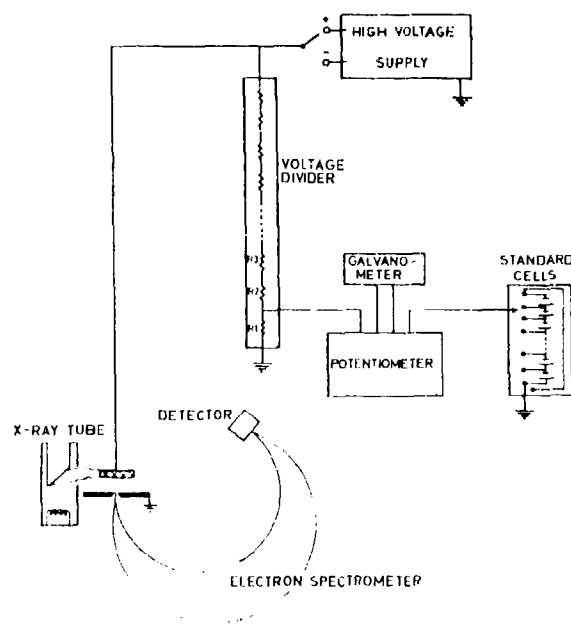 +
HIGH VOLTAGE
-
SUPPLY
VOLTAGE
DIVIDER
R3
R2
R1
GALVANO-
METER
STANDARD
CELLS
POTENTIOMETER
DETECTOR
X-RAY TUBE
ELECTRON SPECTROMETER